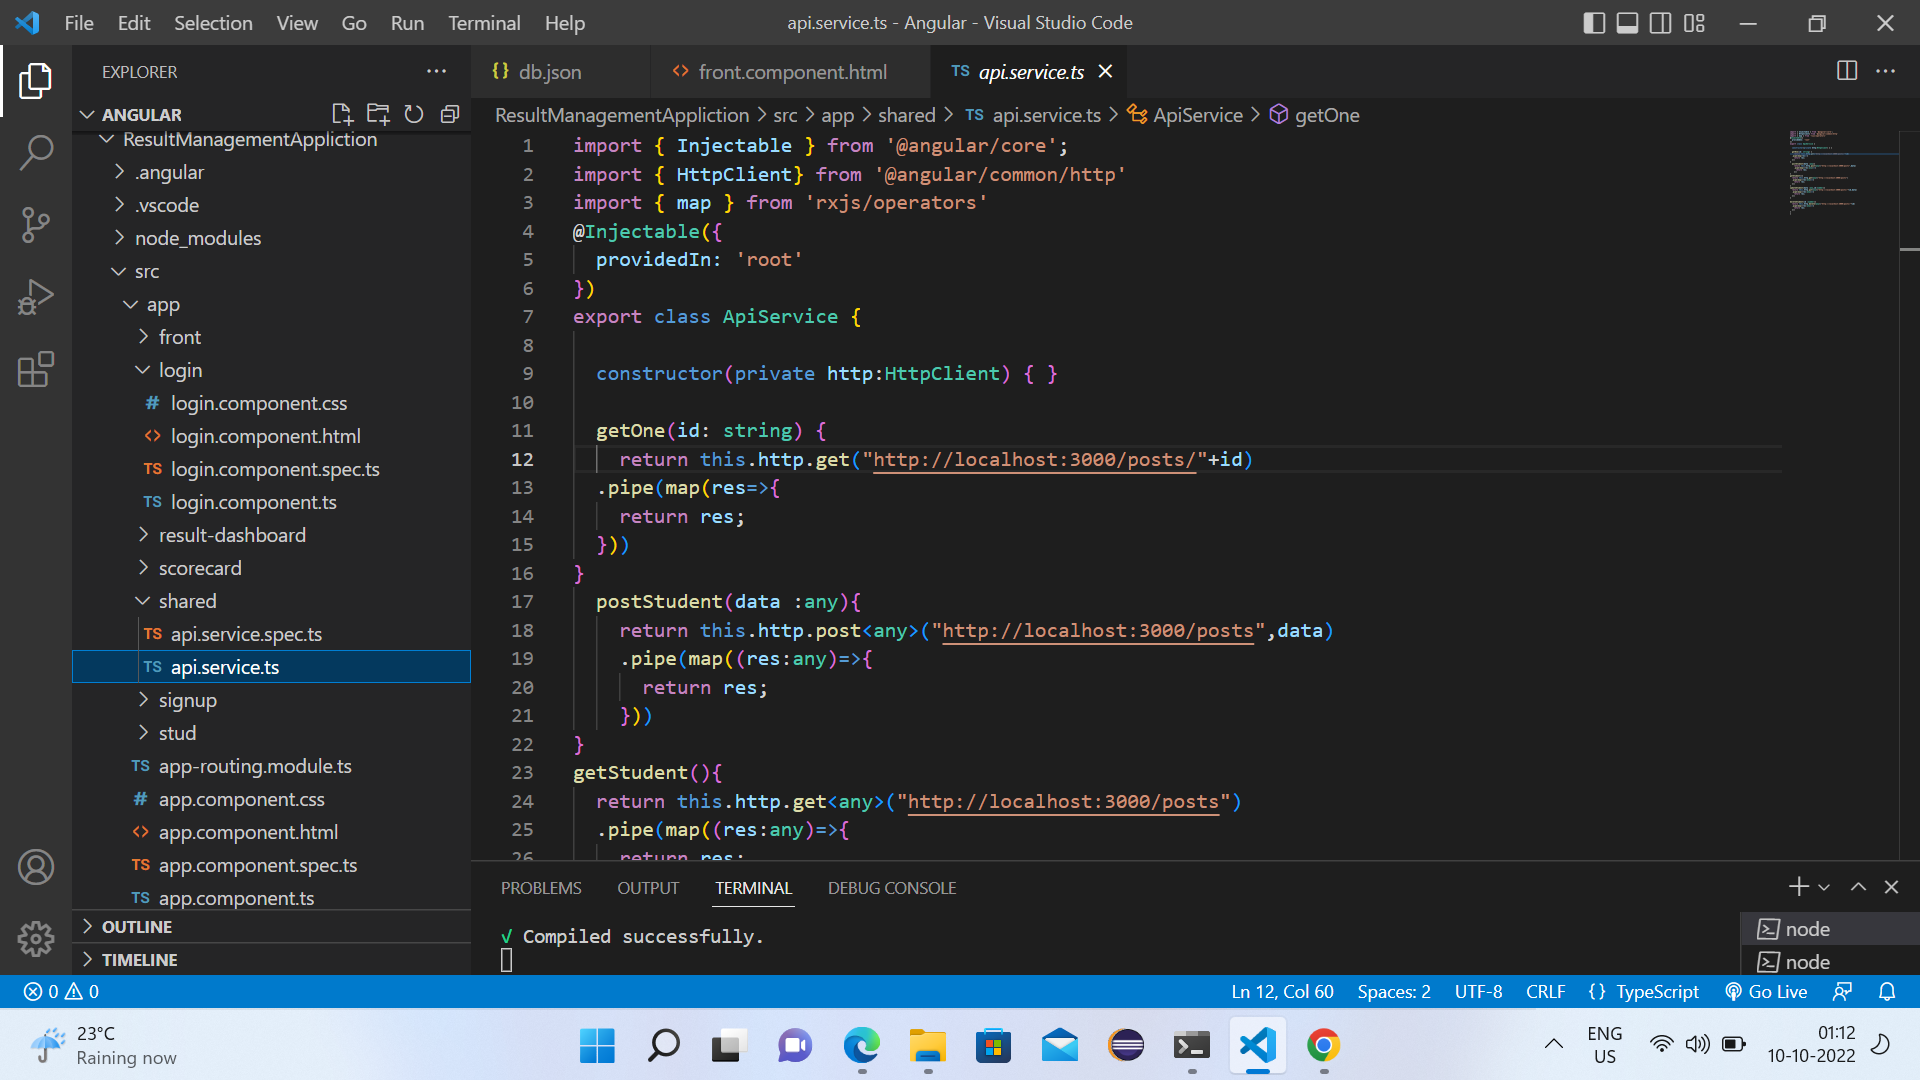 File Edit Selection View Go Run Terminal Help
api.service.ts - Angular - Visual Studio Code
EXPLORER
ANGULAR
ResultManagementAppliction
.angular
.vscode
node_modules
src
app
front
login
# login.component.css
<> login.component.html
TS login.component.spec.ts
TS login.component.ts
result-dashboard
scorecard
shared
TS api.service.spec.ts
TS api.service.ts
signup
stud
TS app-routing.module.ts
# app.component.css
<> app.component.html
TS app.component.spec.ts
TS app.component.ts
OUTLINE
TIMELINE
{} db.json
<> front.component.html
TS api.service.ts
ResultManagementAppliction > src > app > shared > TS api.service.ts > ApiService > getOne
1 import { Injectable } from '@angular/core';
2 import { HttpClient} from '@angular/common/http'
3 import { map } from 'rxjs/operators'
4 @Injectable({
5 providedIn: 'root'
6 })
7 export class ApiService {
8
9 constructor(private http:HttpClient) { }
10
11 getOne(id: string) {
12 return this.http.get("http://localhost:3000/posts/"+id)
13 .pipe(map(res=>{
14 return res;
15 }))
16 }
17 postStudent(data :any){
18 return this.http.post<any>("http://localhost:3000/posts",data)
19 .pipe(map((res:any)=>{
20 return res;
21 }))
22 }
23 getStudent(){
24 return this.http.get<any>("http://localhost:3000/posts")
25 .pipe(map((res:any)=>{
26 return res;
PROBLEMS OUTPUT TERMINAL DEBUG CONSOLE
√ Compiled successfully.
node
node
0 0
Ln 12, Col 60 Spaces: 2 UTF-8 CRLF {} TypeScript Go Live
23°C
Raining now
ENG
US
01:12
10-10-2022